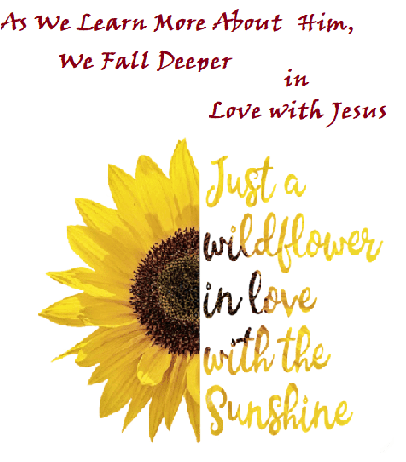 As We Learn More About Him,
We Fall Deeper
in
Love with Jesus
Just a
wildflower
in love
with the
Sunshine